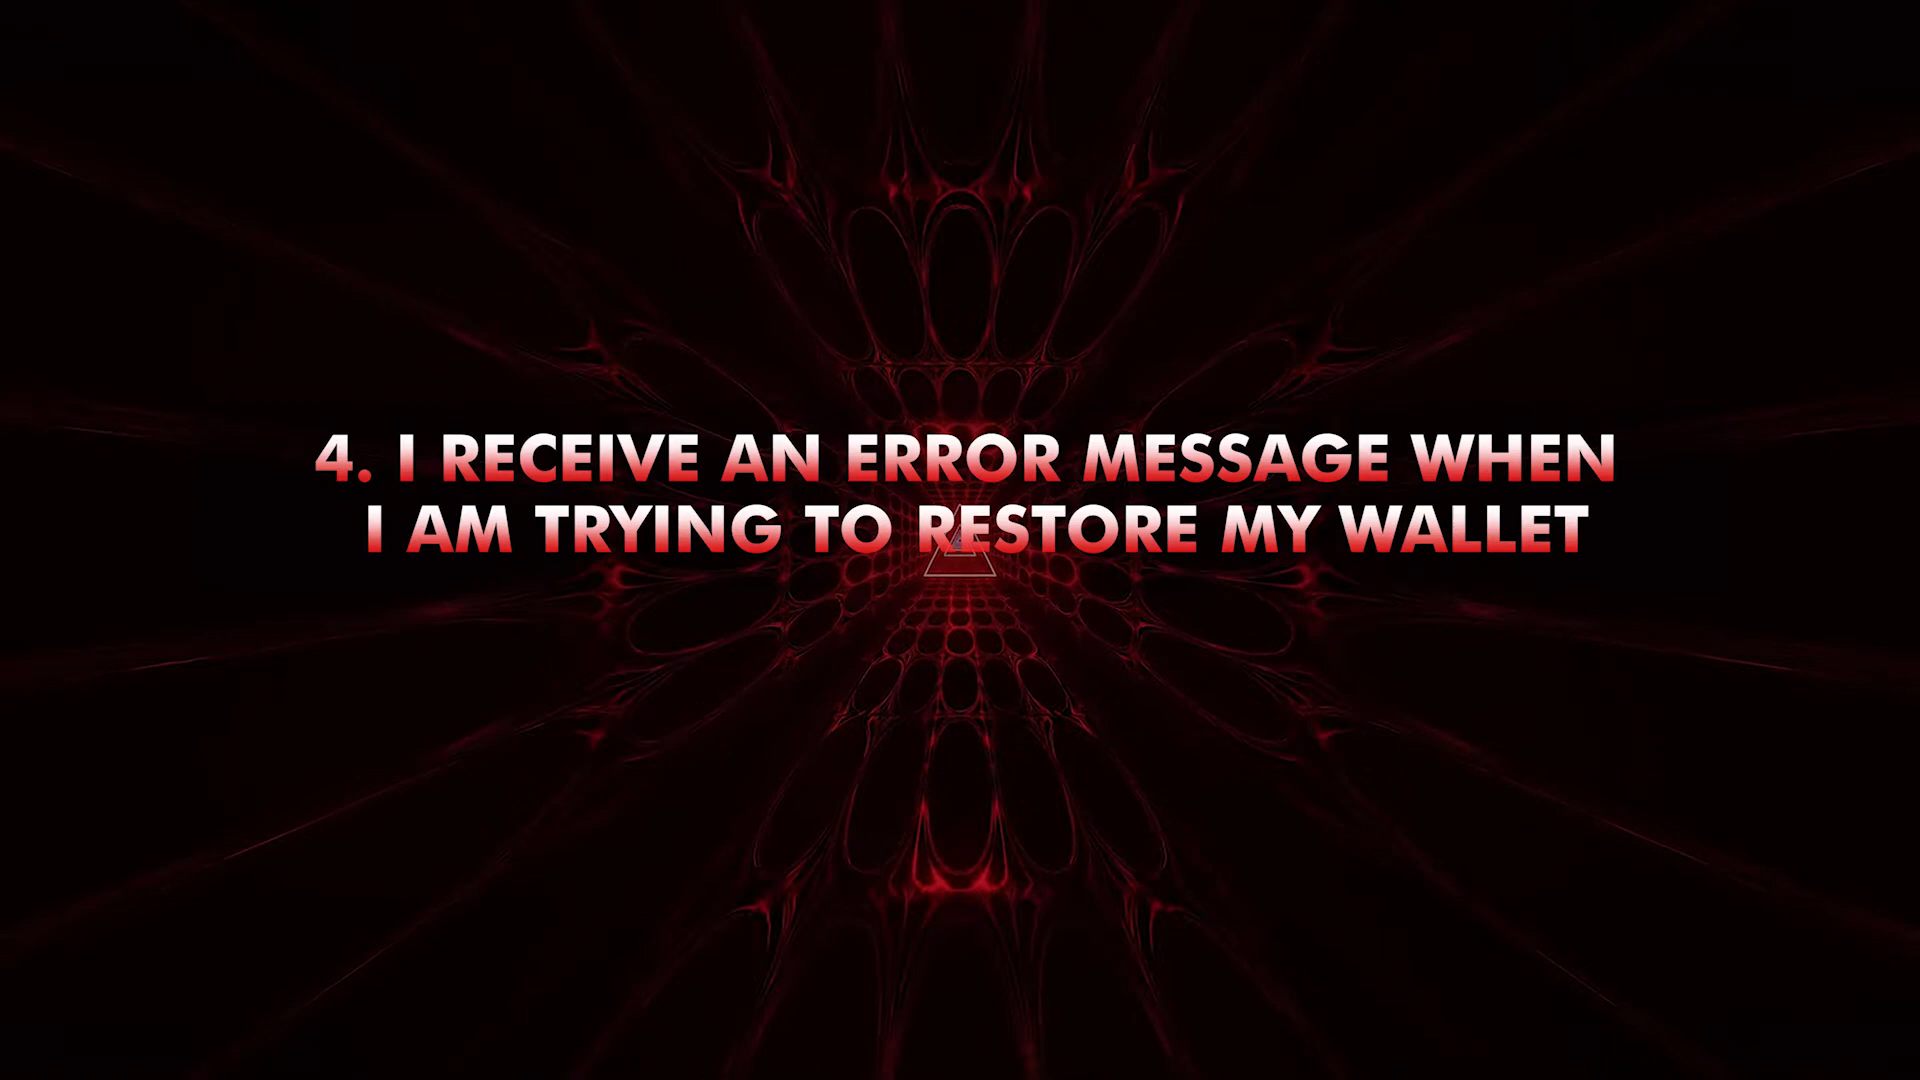 4. I RECEIVE AN ERROR MESSAGE WHEN
I AM TRYING TO RESTORE MY WALLET